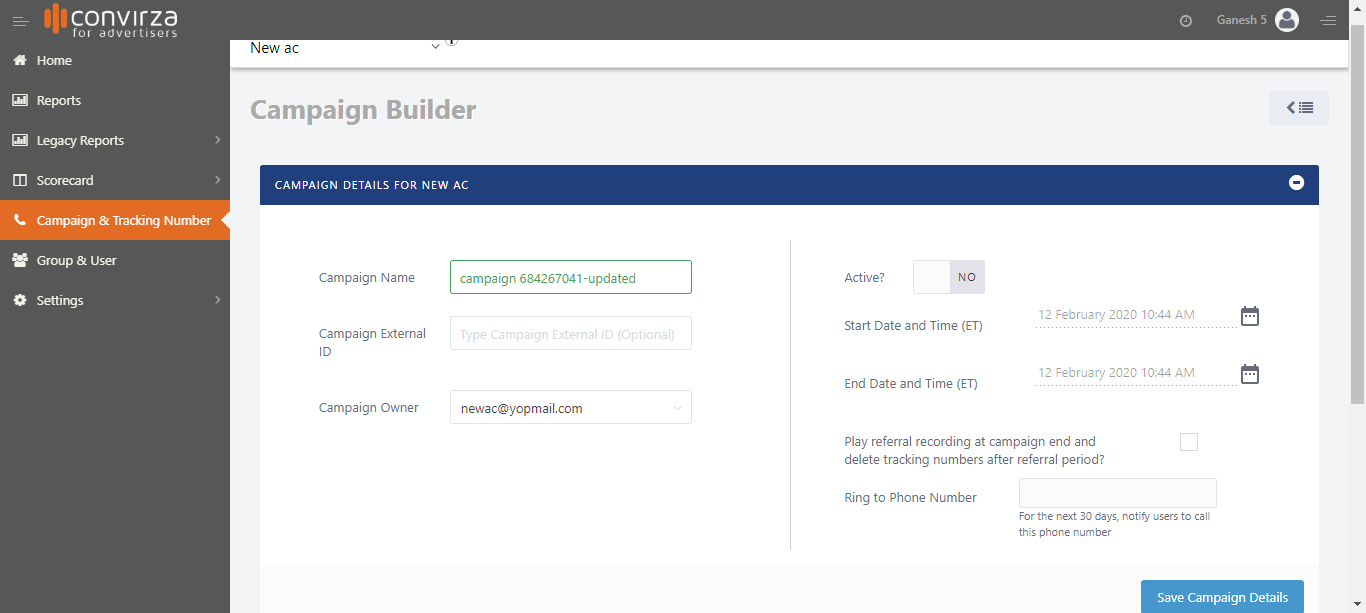 convirza
for advertisers
Ganesh 5
Home
Reports
Legacy Reports
Scorecard
Campaign & Tracking Number
Group & User
Settings
New ac
Campaign Builder
CAMPAIGN DETAILS FOR NEW AC
Campaign Name
campaign 684267041-updated
Campaign External
ID
Type Campaign External ID (Optional)
Campaign Owner
newac@yopmail.com
Active?
NO
Start Date and Time (ET)
12 February 2020 10:44 AM
End Date and Time (ET)
12 February 2020 10:44 AM
Play referral recording at campaign end and
delete tracking numbers after referral period?
Ring to Phone Number
For the next 30 days, notify users to call
this phone number
Save Campaign Details